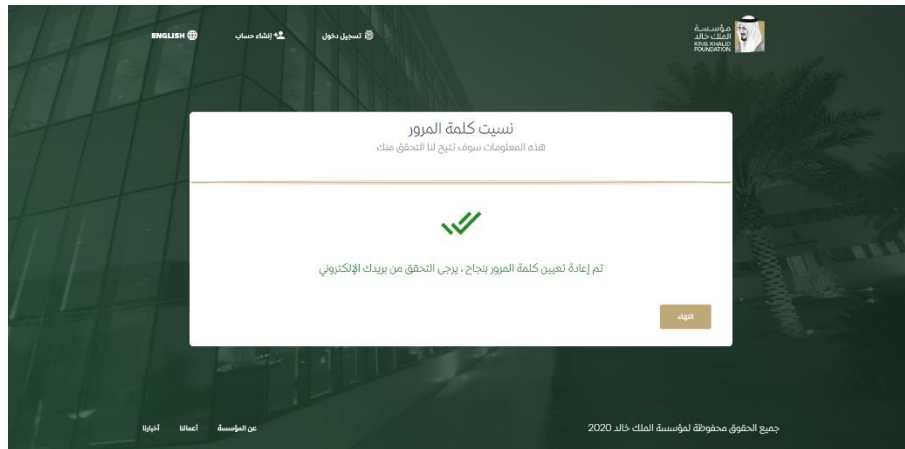 مؤسسة
الملك خالد
KING KHALID
FOUNDATION
تسجيل دخول
إنشاء حساب
ENGLISH
نسيت كلمة المرور
هذه المعلومات سوف تتيح لنا التحقق منك
تم إعادة تعيين كلمة المرور بنجاح ، يرجى التحقق من بريدك الإلكتروني
انتهاء
جميع الحقوق محفوظة لمؤسسة الملك خالد 2020
عن المؤسسة
أعمالنا
أخبارنا